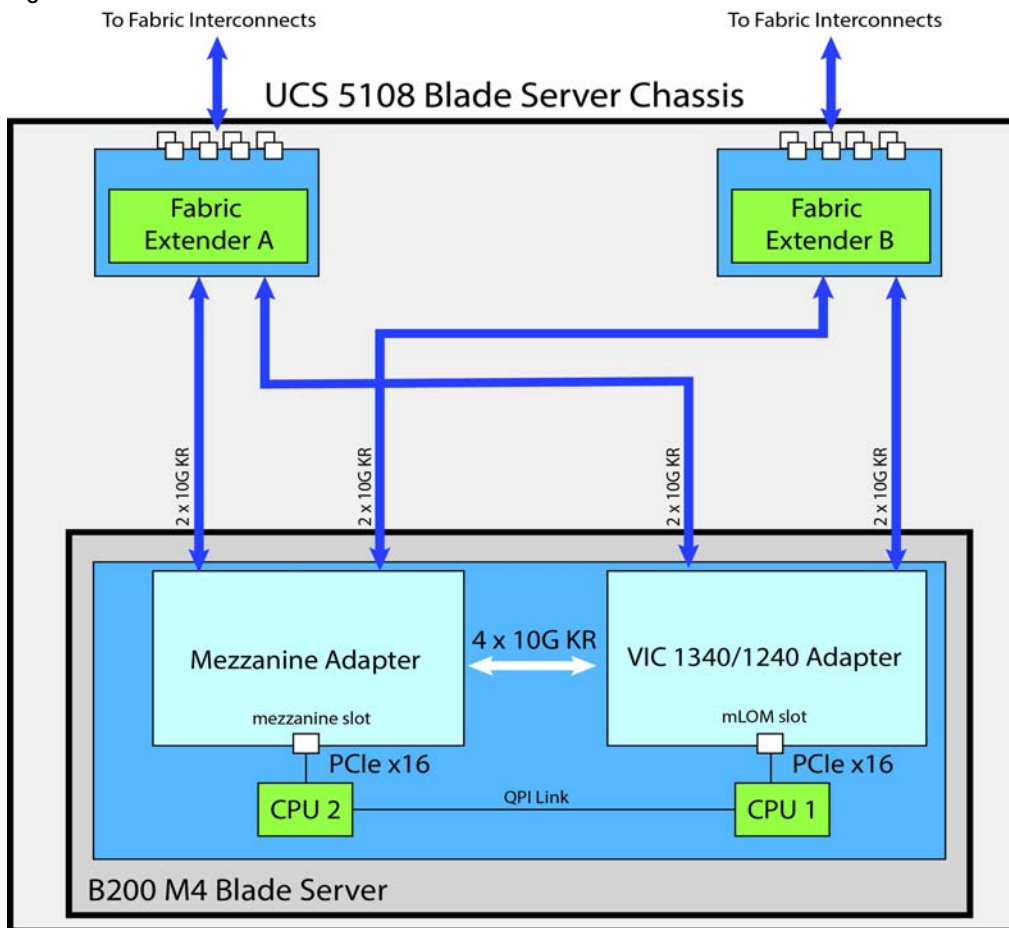 To Fabric Interconnects
To Fabric Interconnects
UCS 5108 Blade Server Chassis
Fabric
Extender A
Fabric
Extender B
2 x 10G KR
2 x 10G KR
2 x 10G KR
2 x 10G KR
Mezzanine Adapter
4 x 10G KR
VIC 1340/1240 Adapter
mezzanine slot
mLOM slot
PCIe x16
PCIe x16
CPU 2
QPI Link
CPU 1
B200 M4 Blade Server